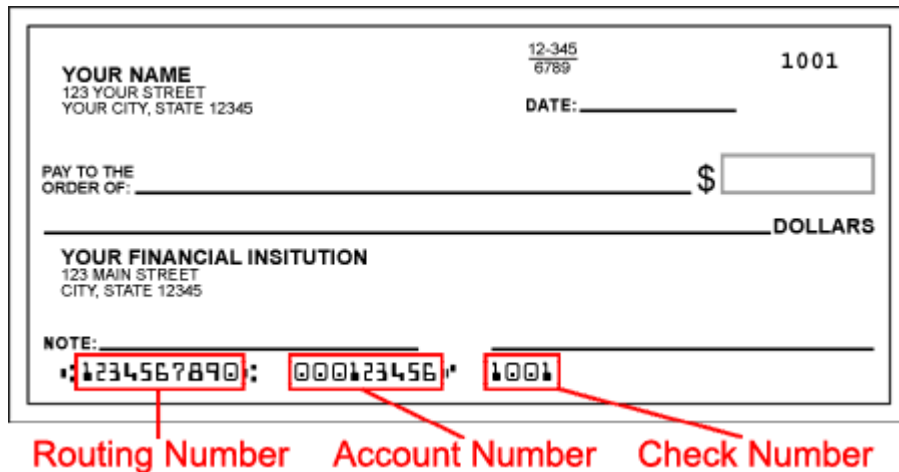 12-345
6789
1001
YOUR NAME
123 YOUR STREET
YOUR CITY, STATE 12345
DATE:
PAY TO THE
ORDER OF:
$
DOLLARS
YOUR FINANCIAL INSITUTION
123 MAIN STREET
CITY, STATE 12345
NOTE:
⑆1234567890⑆ 000123456⑈ 1001
Routing Number Account Number Check Number